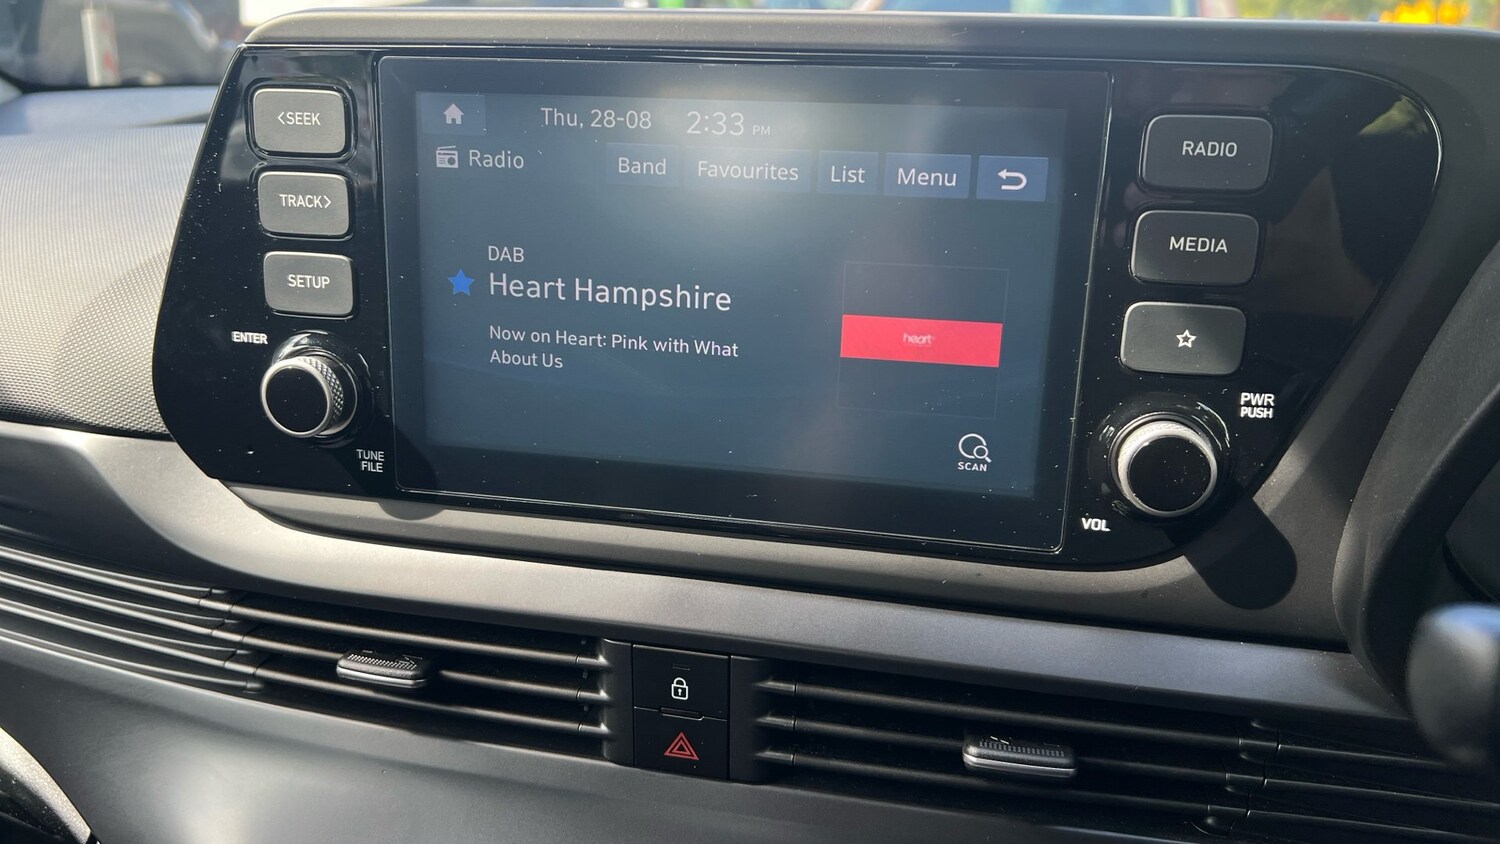 <SEEK
TRACK>
SETUP
ENTER
TUNE
FILE
Thu, 28-08 2:33 PM
Radio
Band Favourites List Menu
DAB
Heart Hampshire
Now on Heart: Pink with What
About Us
heart
SCAN
RADIO
MEDIA
PWR
PUSH
VOL